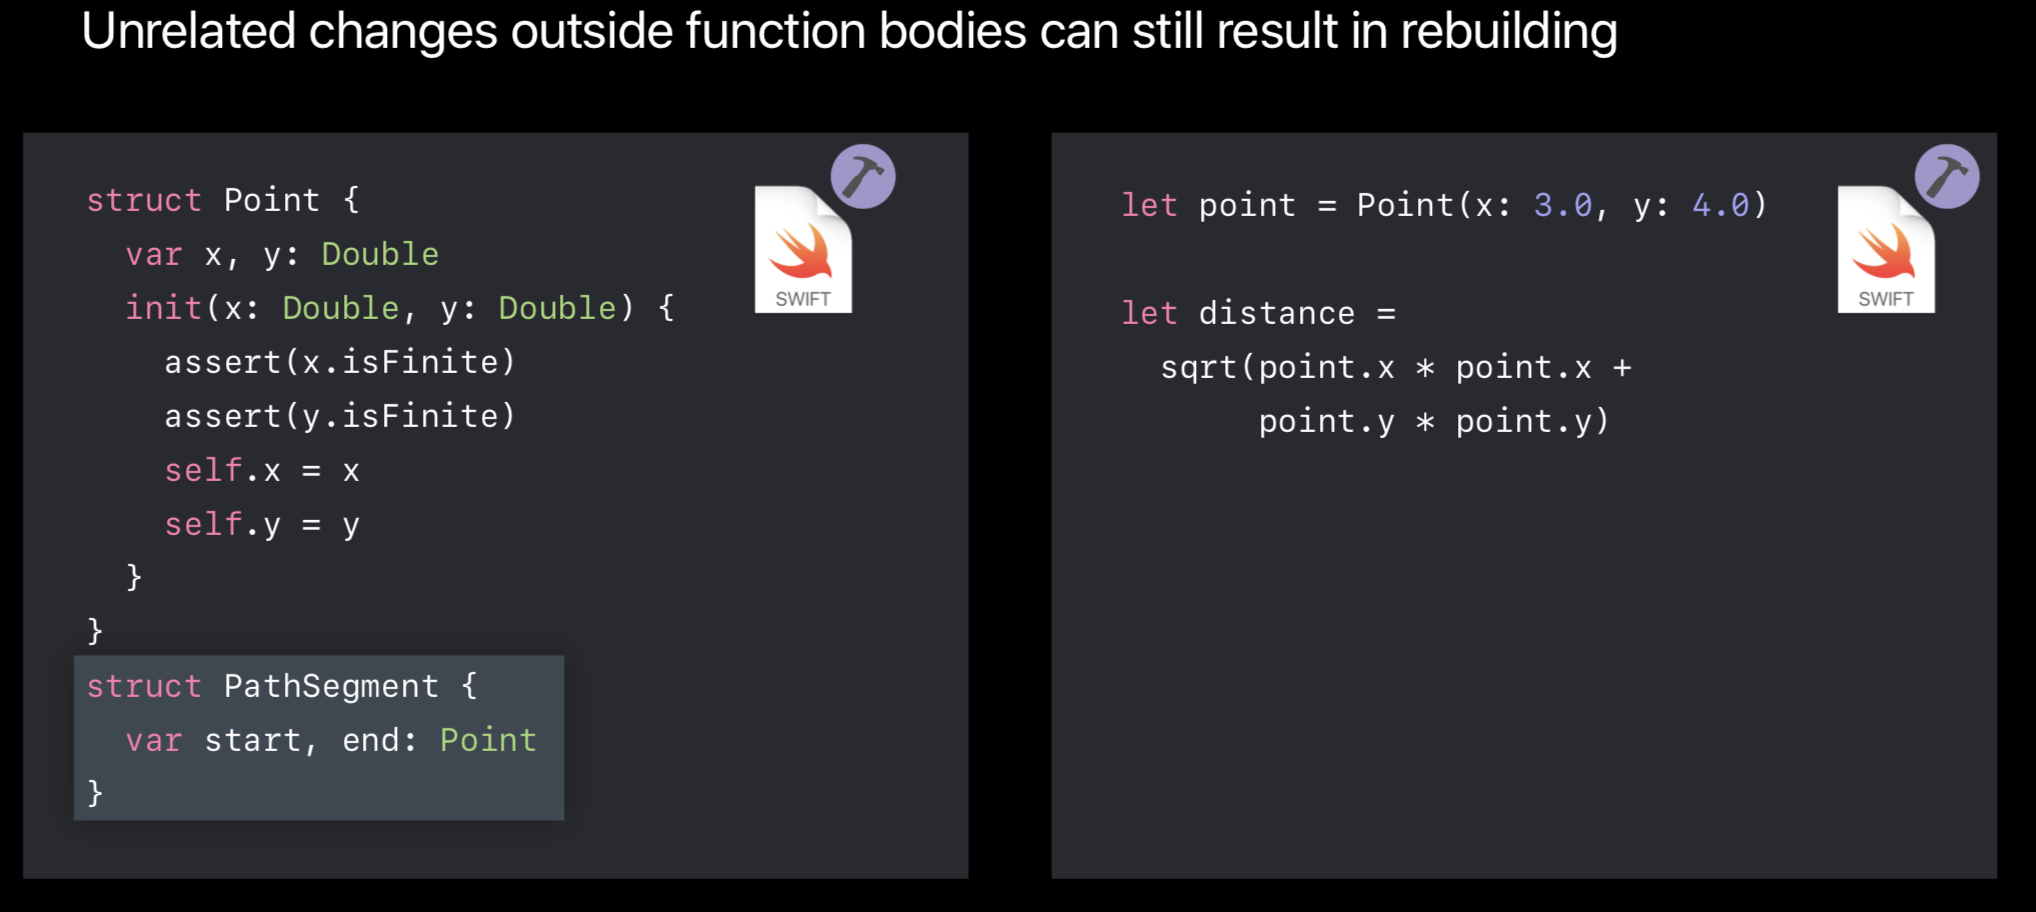 Unrelated changes outside function bodies can still result in rebuilding
struct Point {
  var x, y: Double
  init(x: Double, y: Double) {
    assert(x.isFinite)
    assert(y.isFinite)
    self.x = x
    self.y = y
  }
}
struct PathSegment {
  var start, end: Point
}
SWIFT
let point = Point(x: 3.0, y: 4.0)
let distance =
  sqrt(point.x * point.x +
       point.y * point.y)
SWIFT